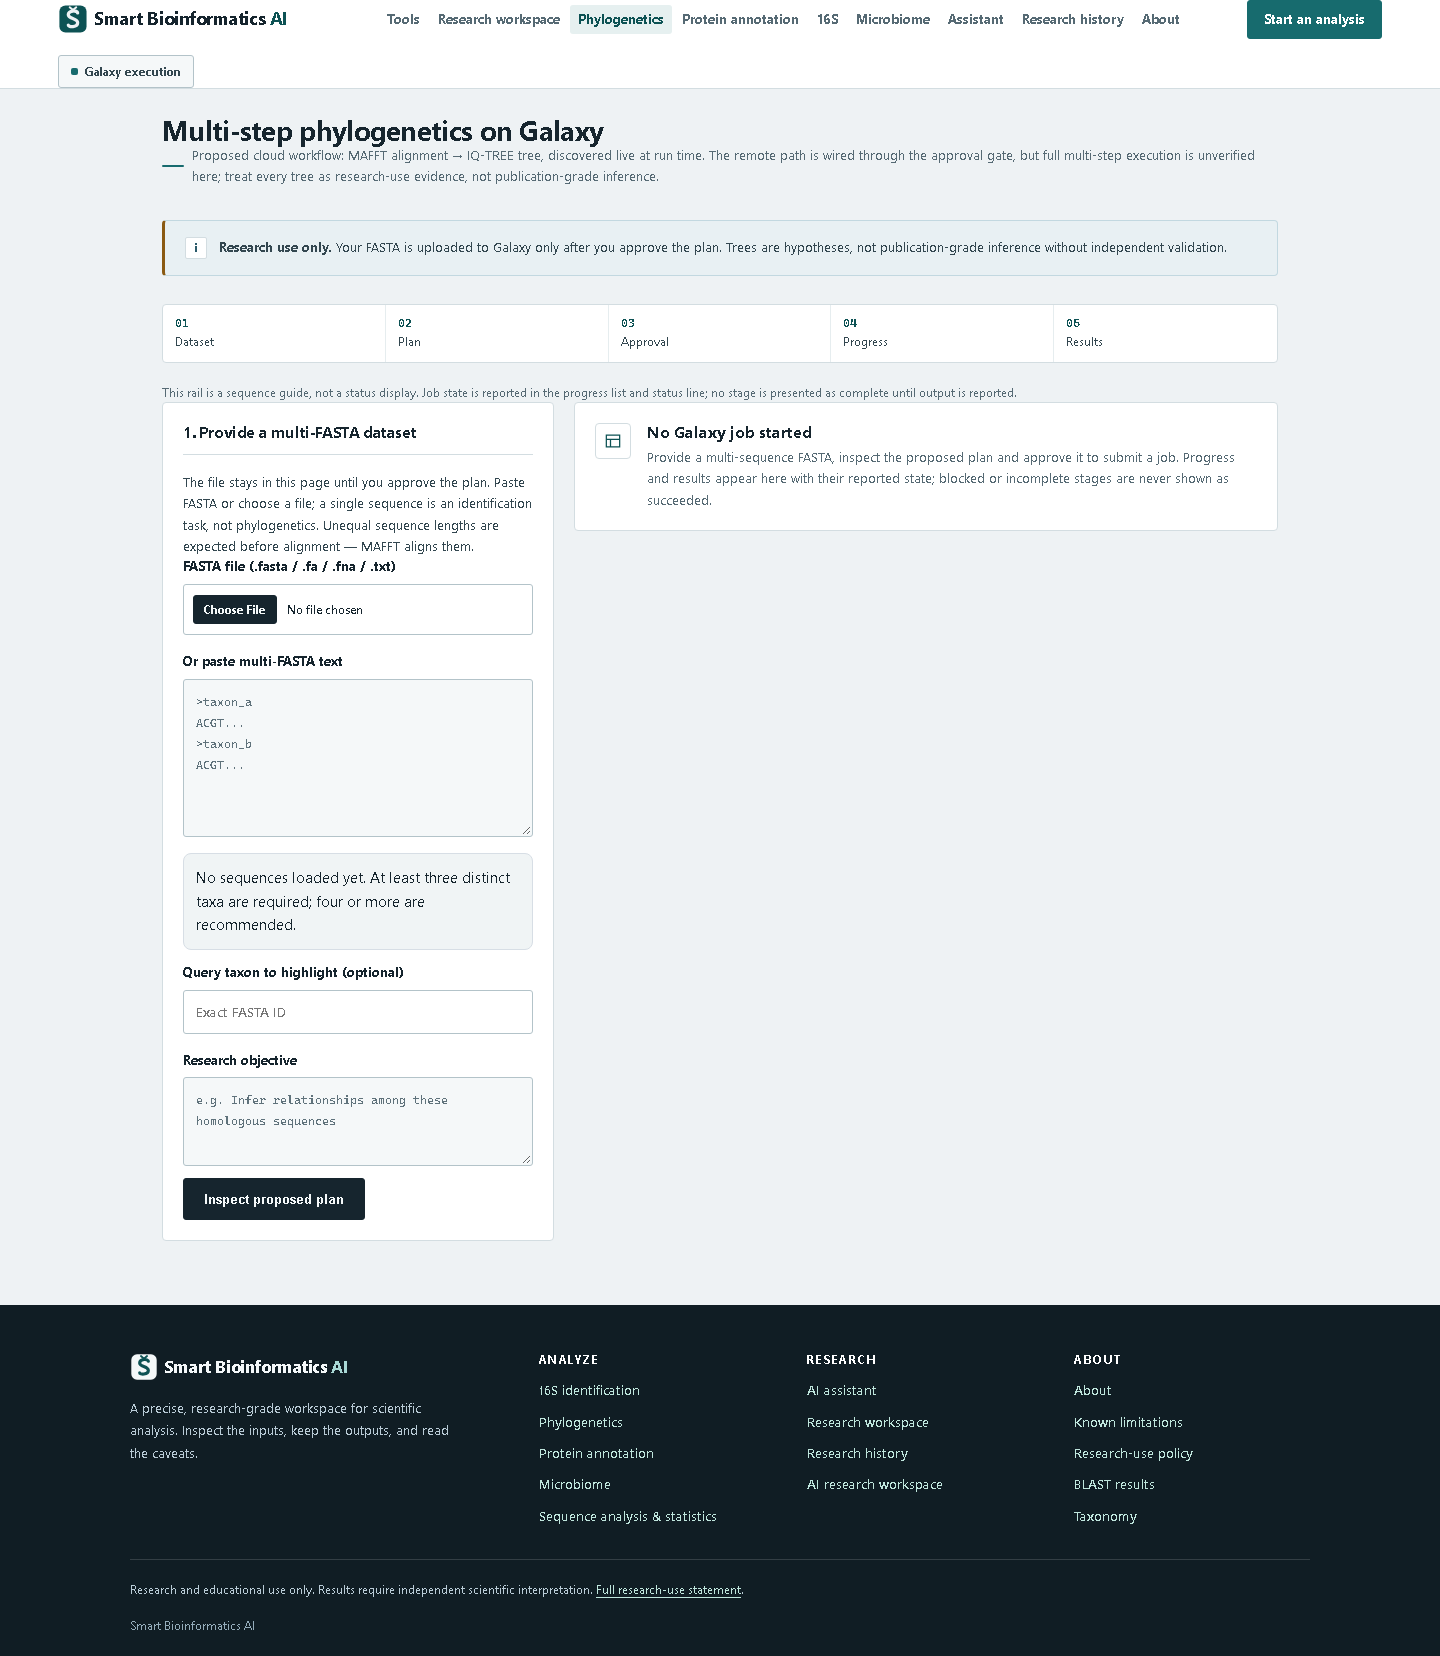 Š Smart Bioinformatics AI
Tools Research workspace Phylogenetics Protein annotation 16S Microbiome Assistant Research history About
Start an analysis
Galaxy execution
Multi-step phylogenetics on Galaxy
Proposed cloud workflow: MAFFT alignment → IQ-TREE tree, discovered live at run time. The remote path is wired through the approval gate, but full multi-step execution is unverified
here; treat every tree as research-use evidence, not publication-grade inference.
i Research use only. Your FASTA is uploaded to Galaxy only after you approve the plan. Trees are hypotheses, not publication-grade inference without independent validation.
01
Dataset
02
Plan
03
Approval
04
Progress
05
Results
This rail is a sequence guide, not a status display. Job state is reported in the progress list and status line; no stage is presented as complete until output is reported.
1. Provide a multi-FASTA dataset
The file stays in this page until you approve the plan. Paste
FASTA or choose a file; a single sequence is an identification
task, not phylogenetics. Unequal sequence lengths are
expected before alignment — MAFFT aligns them.
FASTA file (.fasta / .fa / .fna / .txt)
Choose File No file chosen
Or paste multi-FASTA text
>taxon_a
ACGT...
>taxon_b
ACGT...
No sequences loaded yet. At least three distinct
taxa are required; four or more are
recommended.
Query taxon to highlight (optional)
Exact FASTA ID
Research objective
e.g. Infer relationships among these
homologous sequences
Inspect proposed plan
No Galaxy job started
Provide a multi-sequence FASTA, inspect the proposed plan and approve it to submit a job. Progress
and results appear here with their reported state; blocked or incomplete stages are never shown as
succeeded.
Š Smart Bioinformatics AI
A precise, research-grade workspace for scientific
analysis. Inspect the inputs, keep the outputs, and read
the caveats.
ANALYZE
16S identification
Phylogenetics
Protein annotation
Microbiome
Sequence analysis & statistics
RESEARCH
AI assistant
Research workspace
Research history
AI research workspace
ABOUT
About
Known limitations
Research-use policy
BLAST results
Taxonomy
Research and educational use only. Results require independent scientific interpretation. Full research-use statement.
Smart Bioinformatics AI